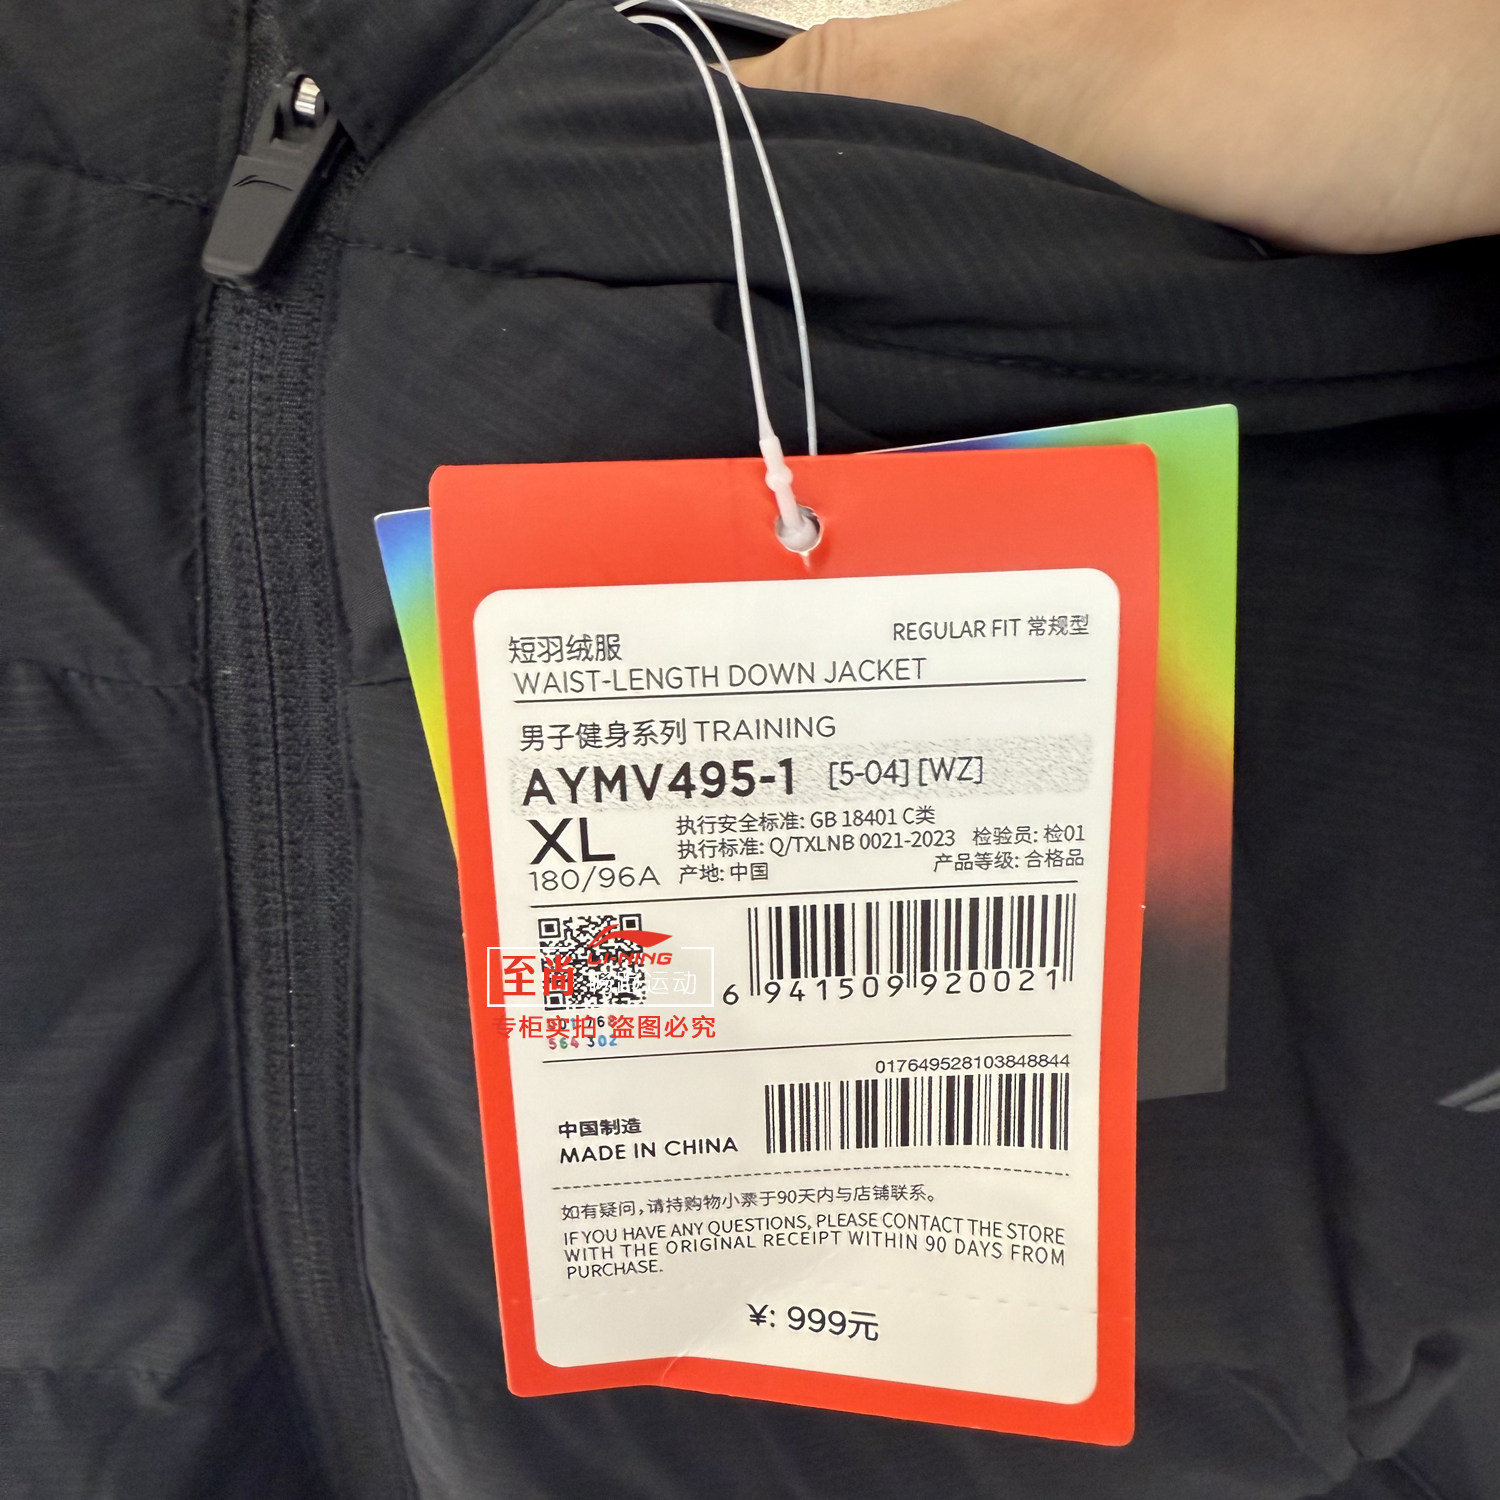 短羽绒服
REGULAR FIT 常规型
WAIST-LENGTH DOWN JACKET
男子健身系列 TRAINING
AYMV495-1 [5-04] [WZ]
XL
180/96A
执行安全标准: GB 18401 C类
执行标准: Q/TXLNB 0021-2023 检验员: 检01
产地: 中国
产品等级: 合格品
6 941509 920021
LI-NING
至尚
运动
专柜实拍 盗图必究
564 302
017649528103848844
中国制造
MADE IN CHINA
如有疑问，请持购物小票于90天内与店铺联系。
IF YOU HAVE ANY QUESTIONS, PLEASE CONTACT THE STORE
WITH THE ORIGINAL RECEIPT WITHIN 90 DAYS FROM
PURCHASE.
¥: 999元